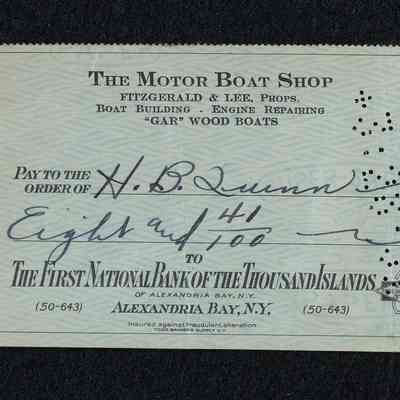 THE MOTOR BOAT SHOP
FITZGERALD & LEE, PROPS.
BOAT BUILDING - ENGINE REPAIRING
"GAR" WOOD BOATS
PAY TO THE
ORDER OF H. B. Quinn
Eight and 41/100
TO
THE FIRST NATIONAL BANK OF THE THOUSAND ISLANDS
OF ALEXANDRIA BAY, N.Y.
(50-643) ALEXANDRIA BAY, N.Y. (50-643)
Insured against fraudulent alteration